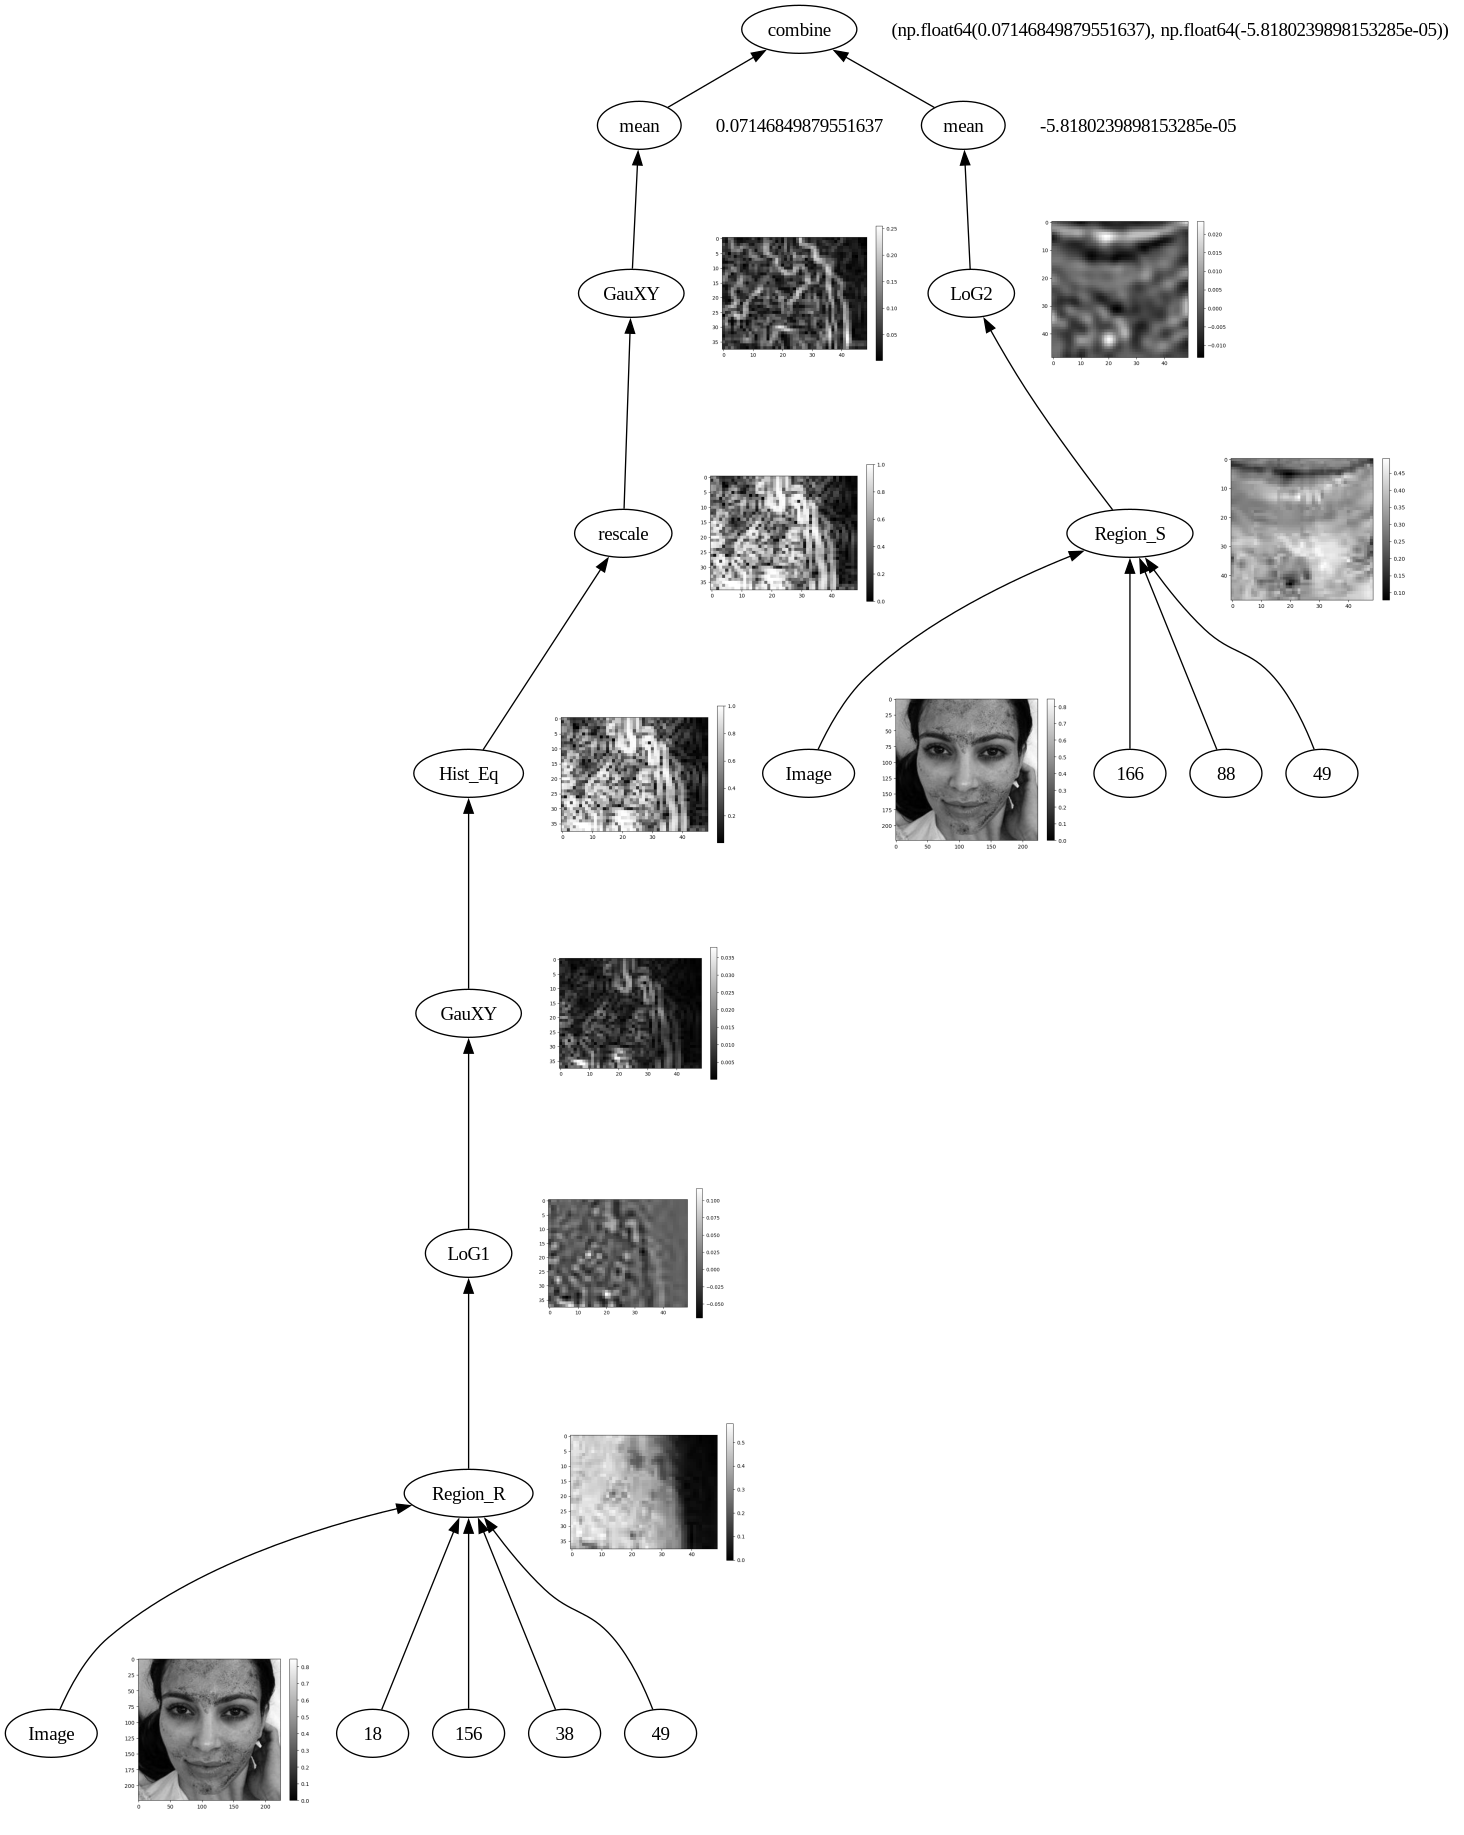 combine
(np.float64(0.07146849879551637), np.float64(-5.8180239898153285e-05))
mean
0.07146849879551637
mean
-5.8180239898153285e-05
GauXY
LoG2
rescale
Region_S
Hist_Eq
Image
166
88
49
GauXY
LoG1
Region_R
Image
18
156
38
49